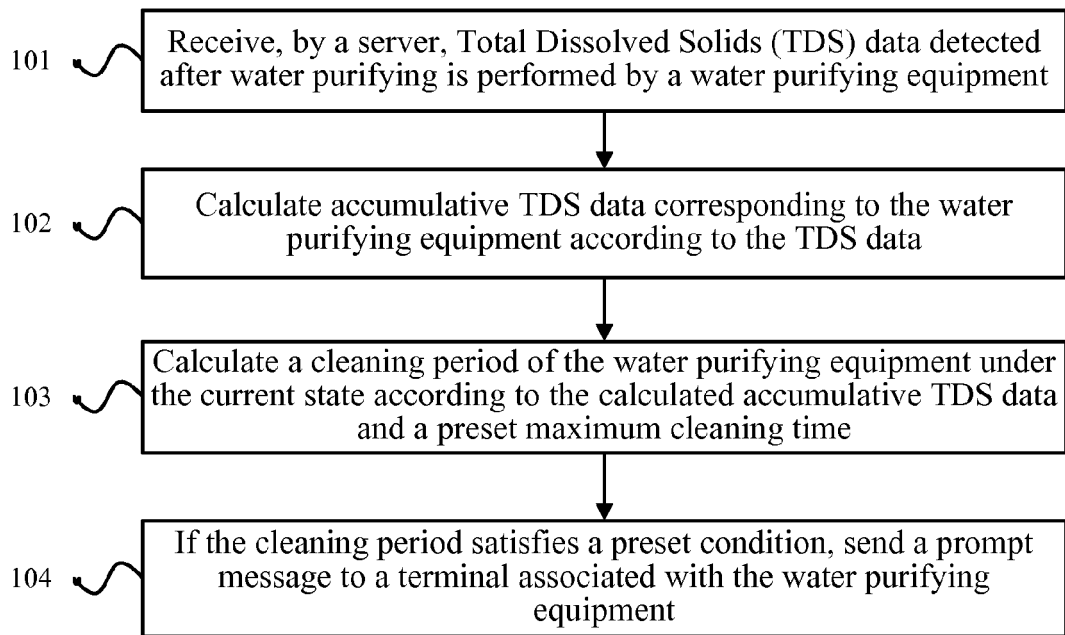 101
Receive, by a server, Total Dissolved Solids (TDS) data detected
after water purifying is performed by a water purifying equipment
102
Calculate accumulative TDS data corresponding to the water
purifying equipment according to the TDS data
103
Calculate a cleaning period of the water purifying equipment under
the current state according to the calculated accumulative TDS data
and a preset maximum cleaning time
104
If the cleaning period satisfies a preset condition, send a prompt
message to a terminal associated with the water purifying
equipment